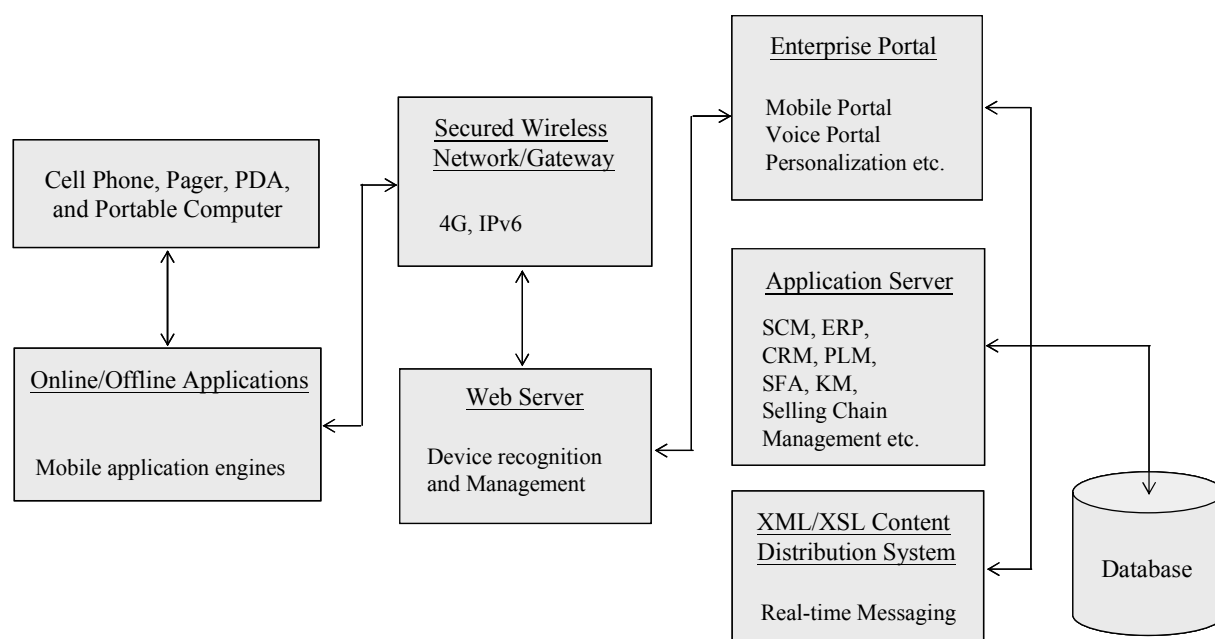 Cell Phone, Pager, PDA,
and Portable Computer
Online/Offline Applications
Mobile application engines
Secured Wireless
Network/Gateway
4G, IPv6
Web Server
Device recognition
and Management
Enterprise Portal
Mobile Portal
Voice Portal
Personalization etc.
Application Server
SCM, ERP,
CRM, PLM,
SFA, KM,
Selling Chain
Management etc.
XML/XSL Content
Distribution System
Real-time Messaging
Database